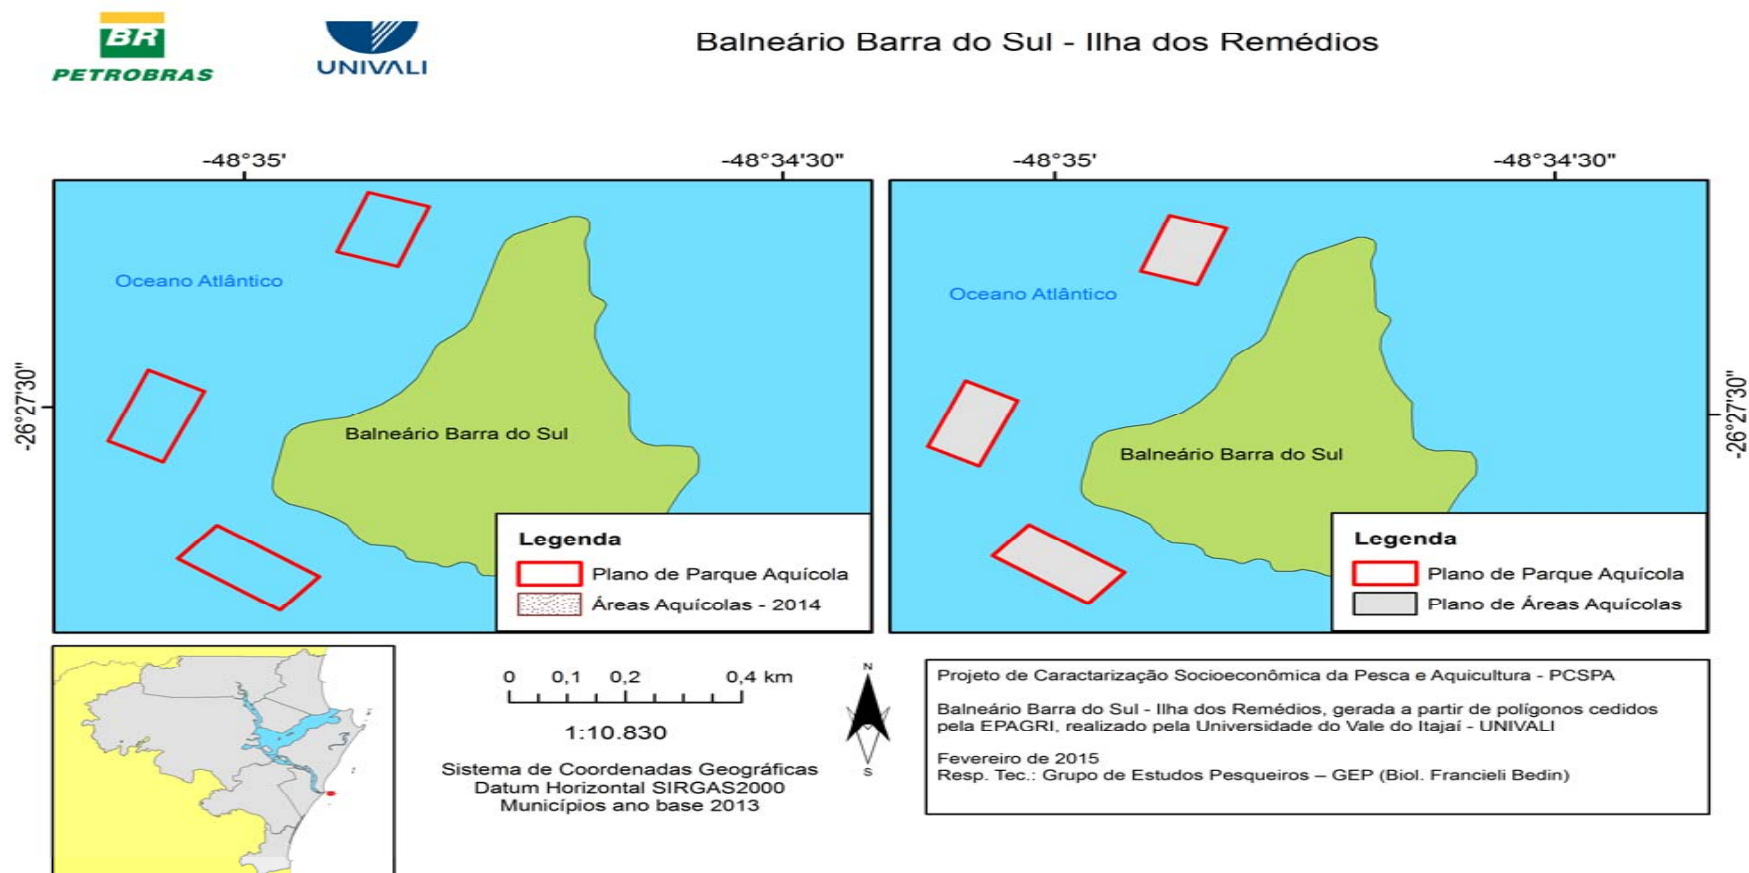 BR
PETROBRAS
UNIVALI
Balneário Barra do Sul - Ilha dos Remédios
-48°35'
-48°34'30"
-48°35'
-48°34'30"
-26°27'30"
Oceano Atlântico
Balneário Barra do Sul
Legenda
Plano de Parque Aquícola
Áreas Aquícolas - 2014
Oceano Atlântico
Balneário Barra do Sul
Legenda
Plano de Parque Aquícola
Plano de Áreas Aquícolas
-26°27'30"
0 0,1 0,2 0,4 km
1:10.830
Sistema de Coordenadas Geográficas
Datum Horizontal SIRGAS2000
Municípios ano base 2013
N
S
Projeto de Caractarização Socioeconômica da Pesca e Aquicultura - PCSPA
Balneário Barra do Sul - Ilha dos Remédios, gerada a partir de polígonos cedidos
pela EPAGRI, realizado pela Universidade do Vale do Itajaí - UNIVALI
Fevereiro de 2015
Resp. Tec.: Grupo de Estudos Pesqueiros – GEP (Biol. Francieli Bedin)